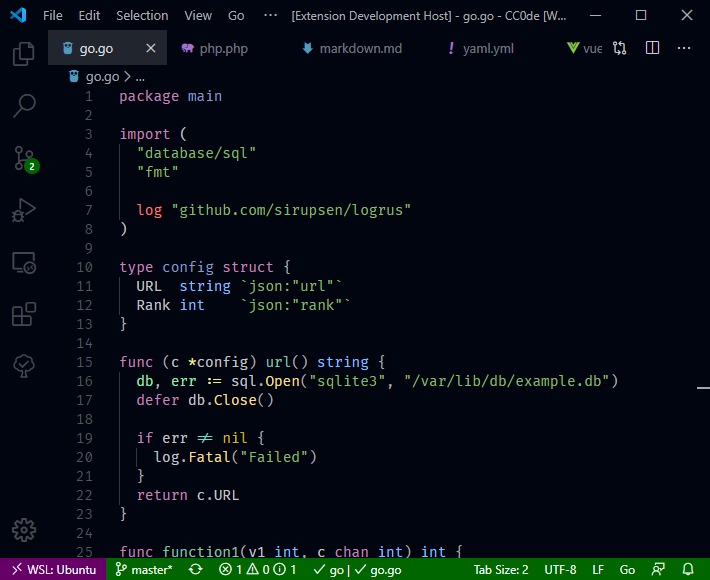 File Edit Selection View Go ··· [Extension Development Host] - go.go - CC0de [W...
go.go php.php markdown.md yaml.yml vue
go.go > ...
1 package main
2
3 import (
4 "database/sql"
5 "fmt"
6
7 log "github.com/sirupsen/logrus"
8 )
9
10 type config struct {
11 URL  string `json:"url"`
12 Rank int    `json:"rank"`
13 }
14
15 func (c *config) url() string {
16 db, err := sql.Open("sqlite3", "/var/lib/db/example.db")
17 defer db.Close()
18
19 if err ≠ nil {
20 log.Fatal("Failed")
21 }
22 return c.URL
23 }
24
25 func function1(v1 int, c chan int) int {
2
WSL: Ubuntu master* 1 0 1 ✓ go | ✓ go.go Tab Size: 2 UTF-8 LF Go